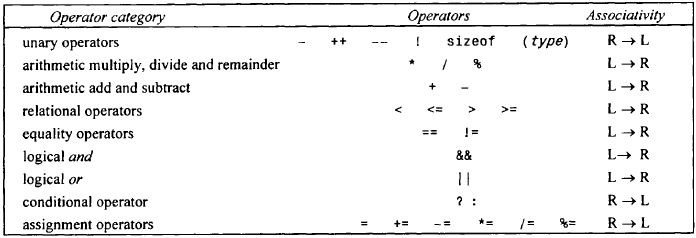 Operator category Operators Associativity
unary operators - ++ -- ! sizeof (type) R → L
arithmetic multiply, divide and remainder * / % L → R
arithmetic add and subtract + - L → R
relational operators < <= > >= L → R
equality operators == != L → R
logical and && L→ R
logical or || L → R
conditional operator ? : R → L
assignment operators = += -= *= /= %= R → L